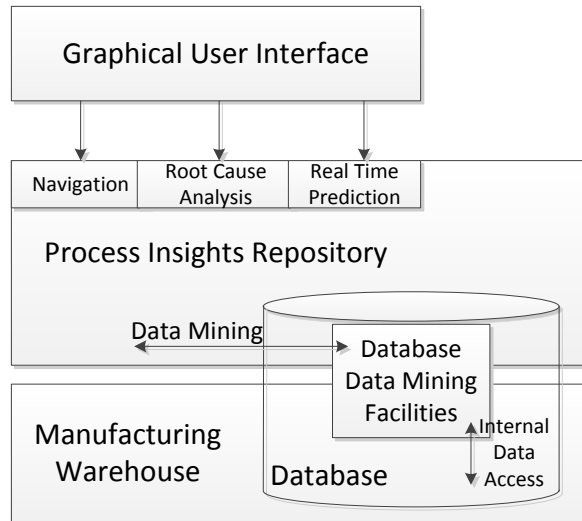 Graphical User Interface
Navigation
Root Cause
Analysis
Real Time
Prediction
Process Insights Repository
Data Mining
Database
Data Mining
Facilities
Manufacturing
Warehouse
Database
Internal
Data
Access